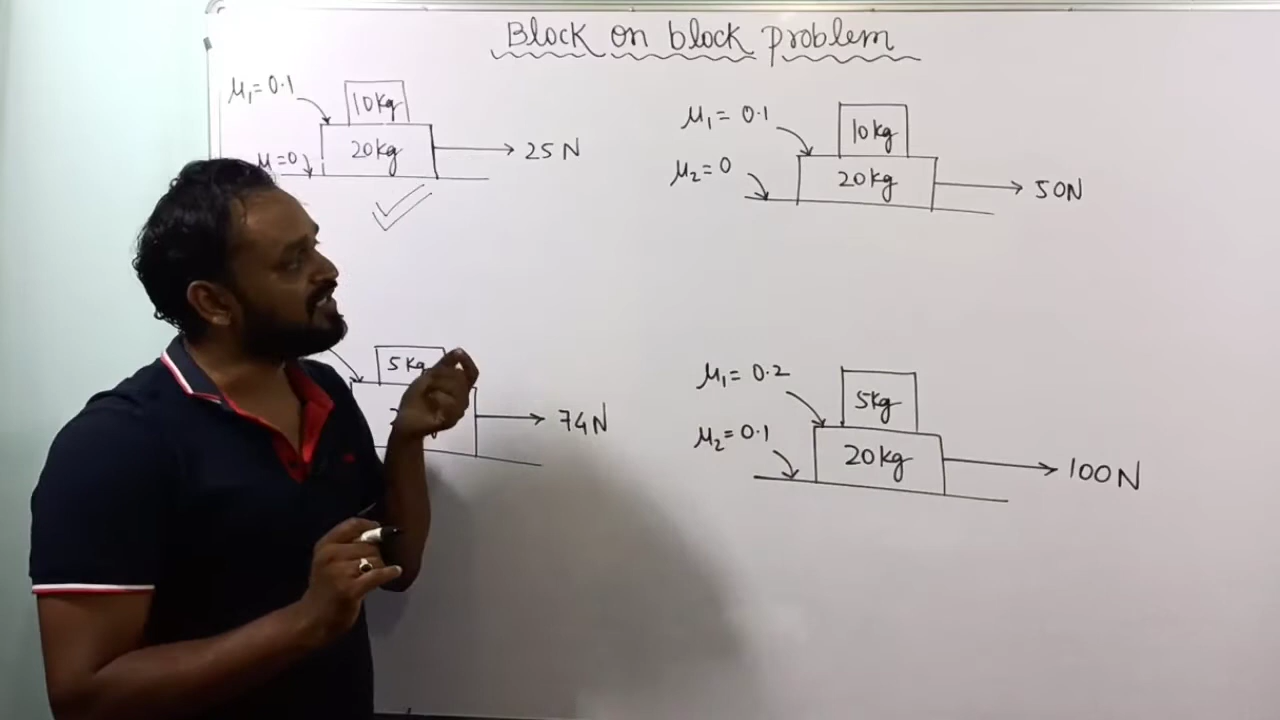 Block on block problem
μ₁ = 0.1
10kg
20kg
μ=0
25 N
μ₁ = 0.1
10kg
μ₂ = 0
20kg
50N
5kg
74N
μ₁ = 0.2
5kg
μ₂ = 0.1
20kg
100N